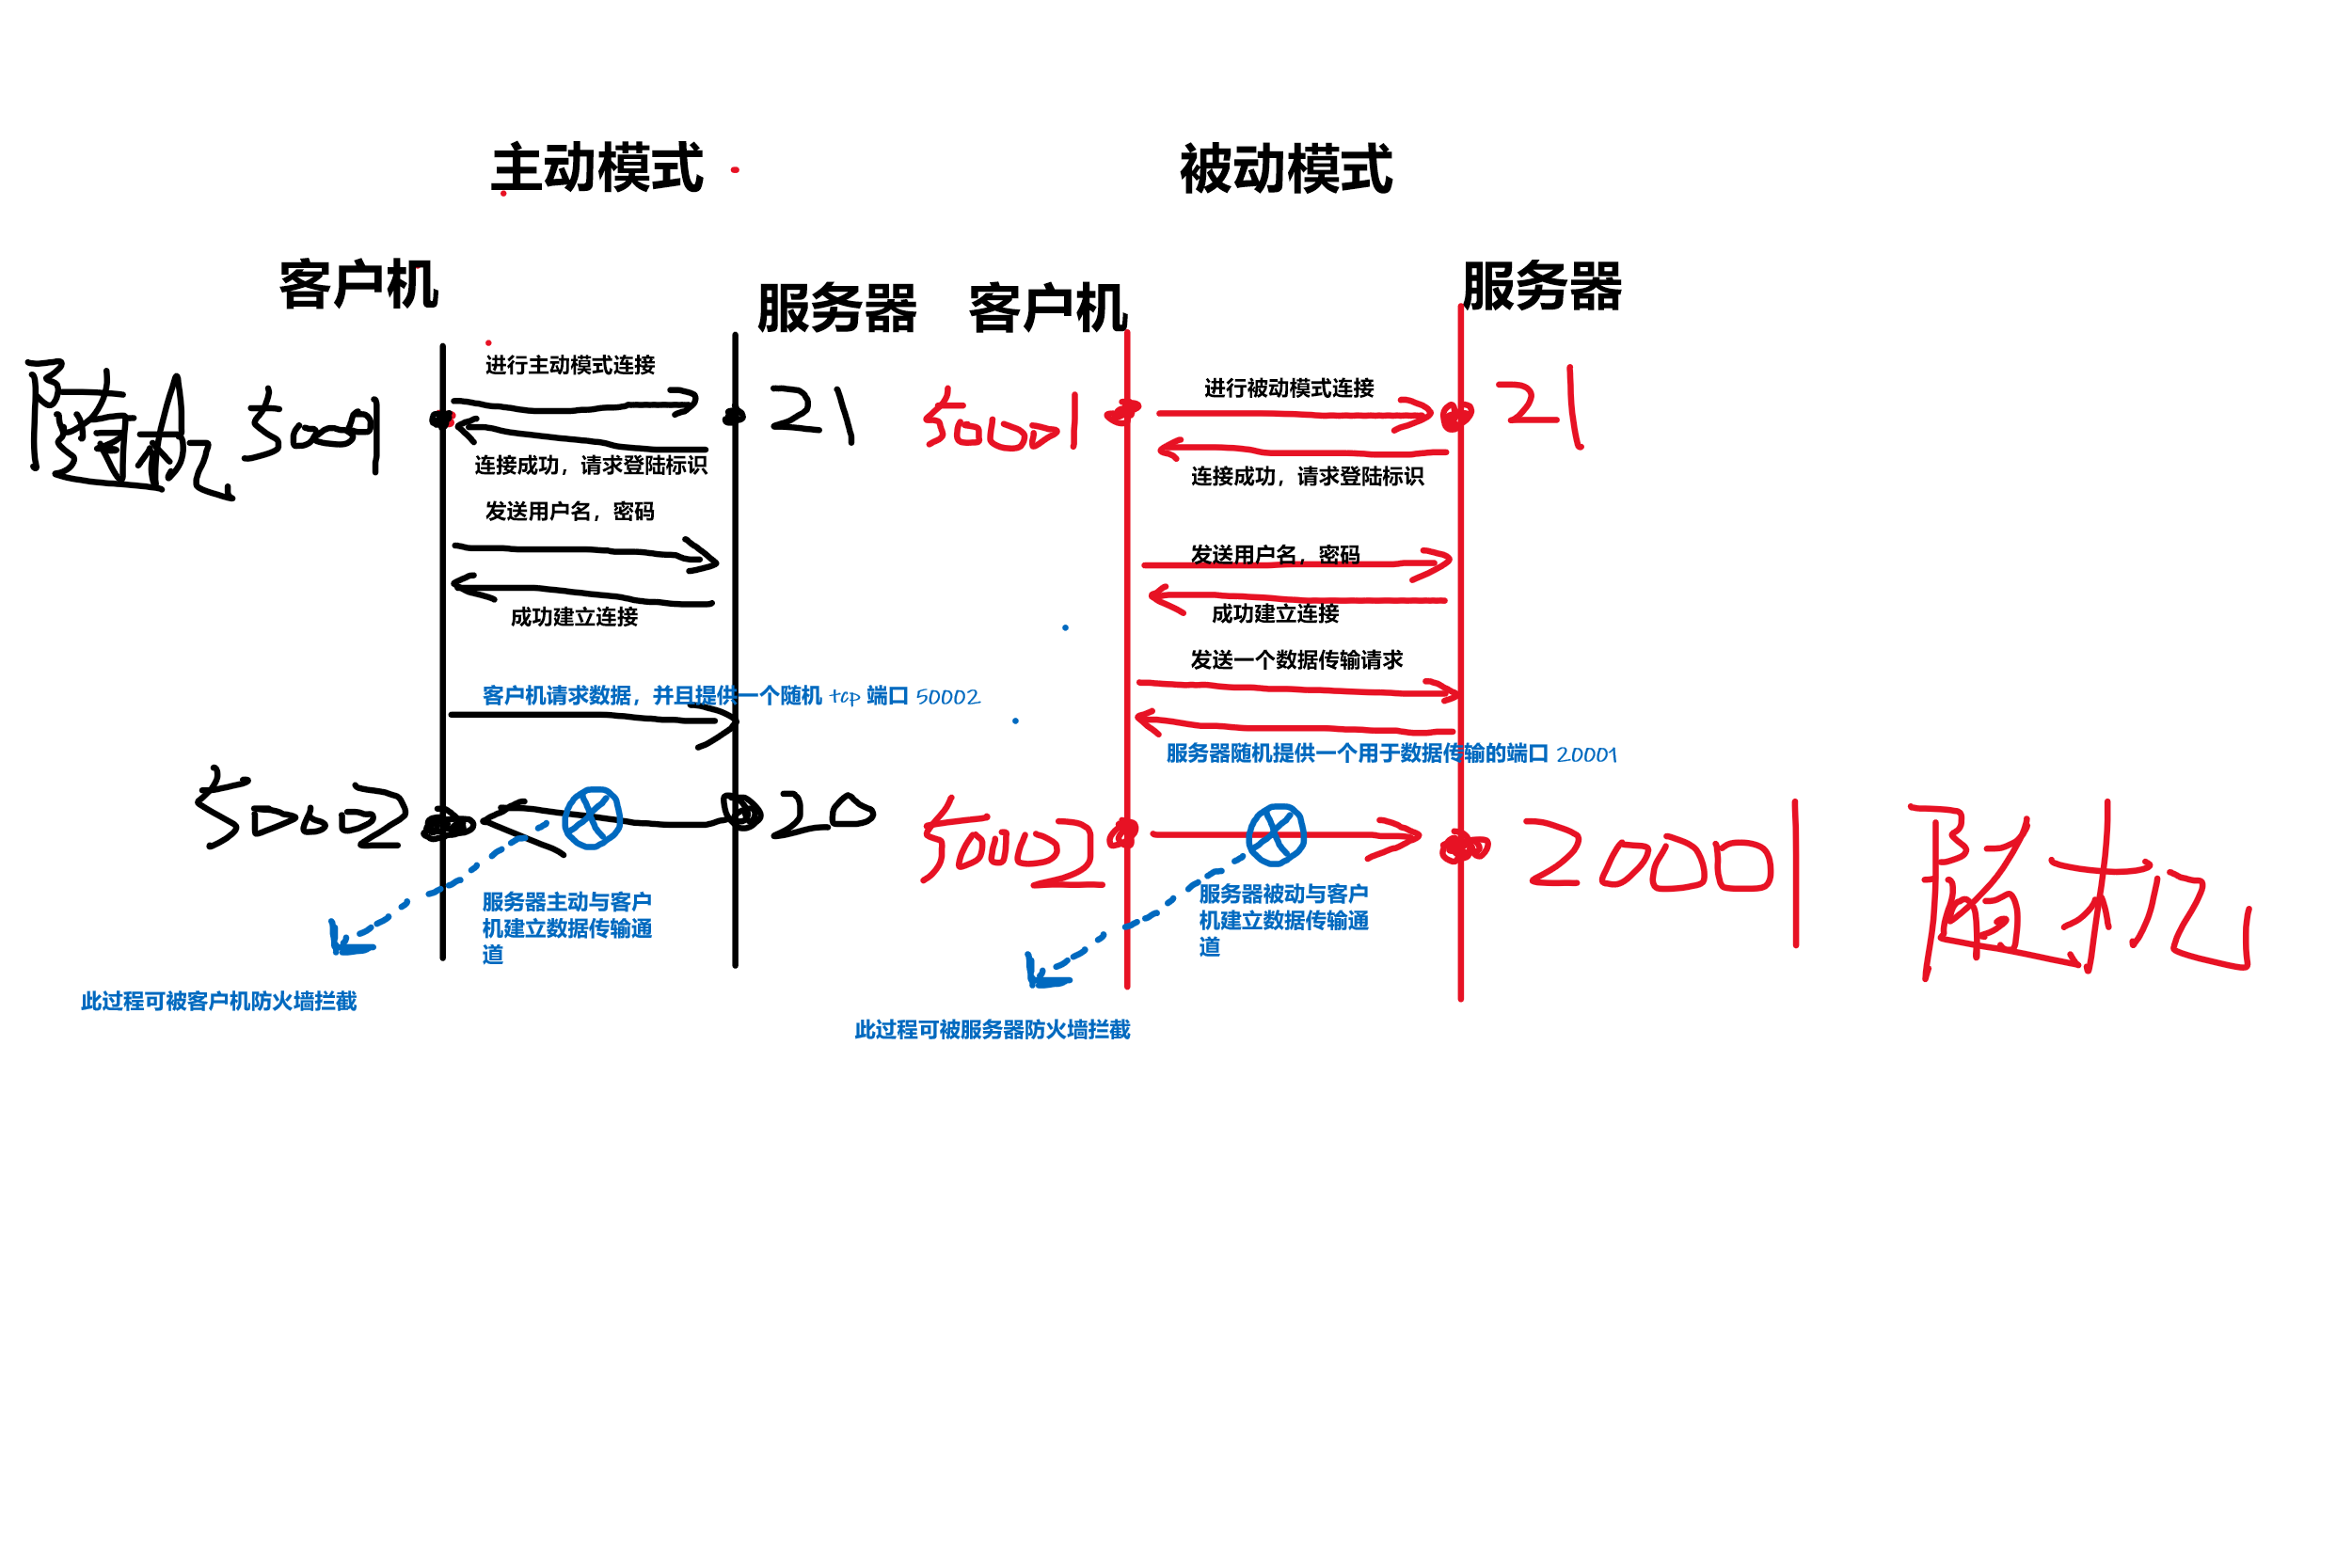 主动模式
客户机
服务器
随机 50001
进行主动模式连接
21
连接成功，请求登陆标识
发送用户名，密码
成功建立连接
客户机请求数据，并且提供一个随机 tcp 端口 50002
50002
20
服务器主动与客户
机建立数据传输通
道
此过程可被客户机防火墙拦截
被动模式
客户机
服务器
50001
进行被动模式连接
21
连接成功，请求登陆标识
发送用户名，密码
成功建立连接
发送一个数据传输请求
服务器随机提供一个用于数据传输的端口 20001
50002
20001 随机
服务器被动与客户
机建立数据传输通
道
此过程可被服务器防火墙拦截